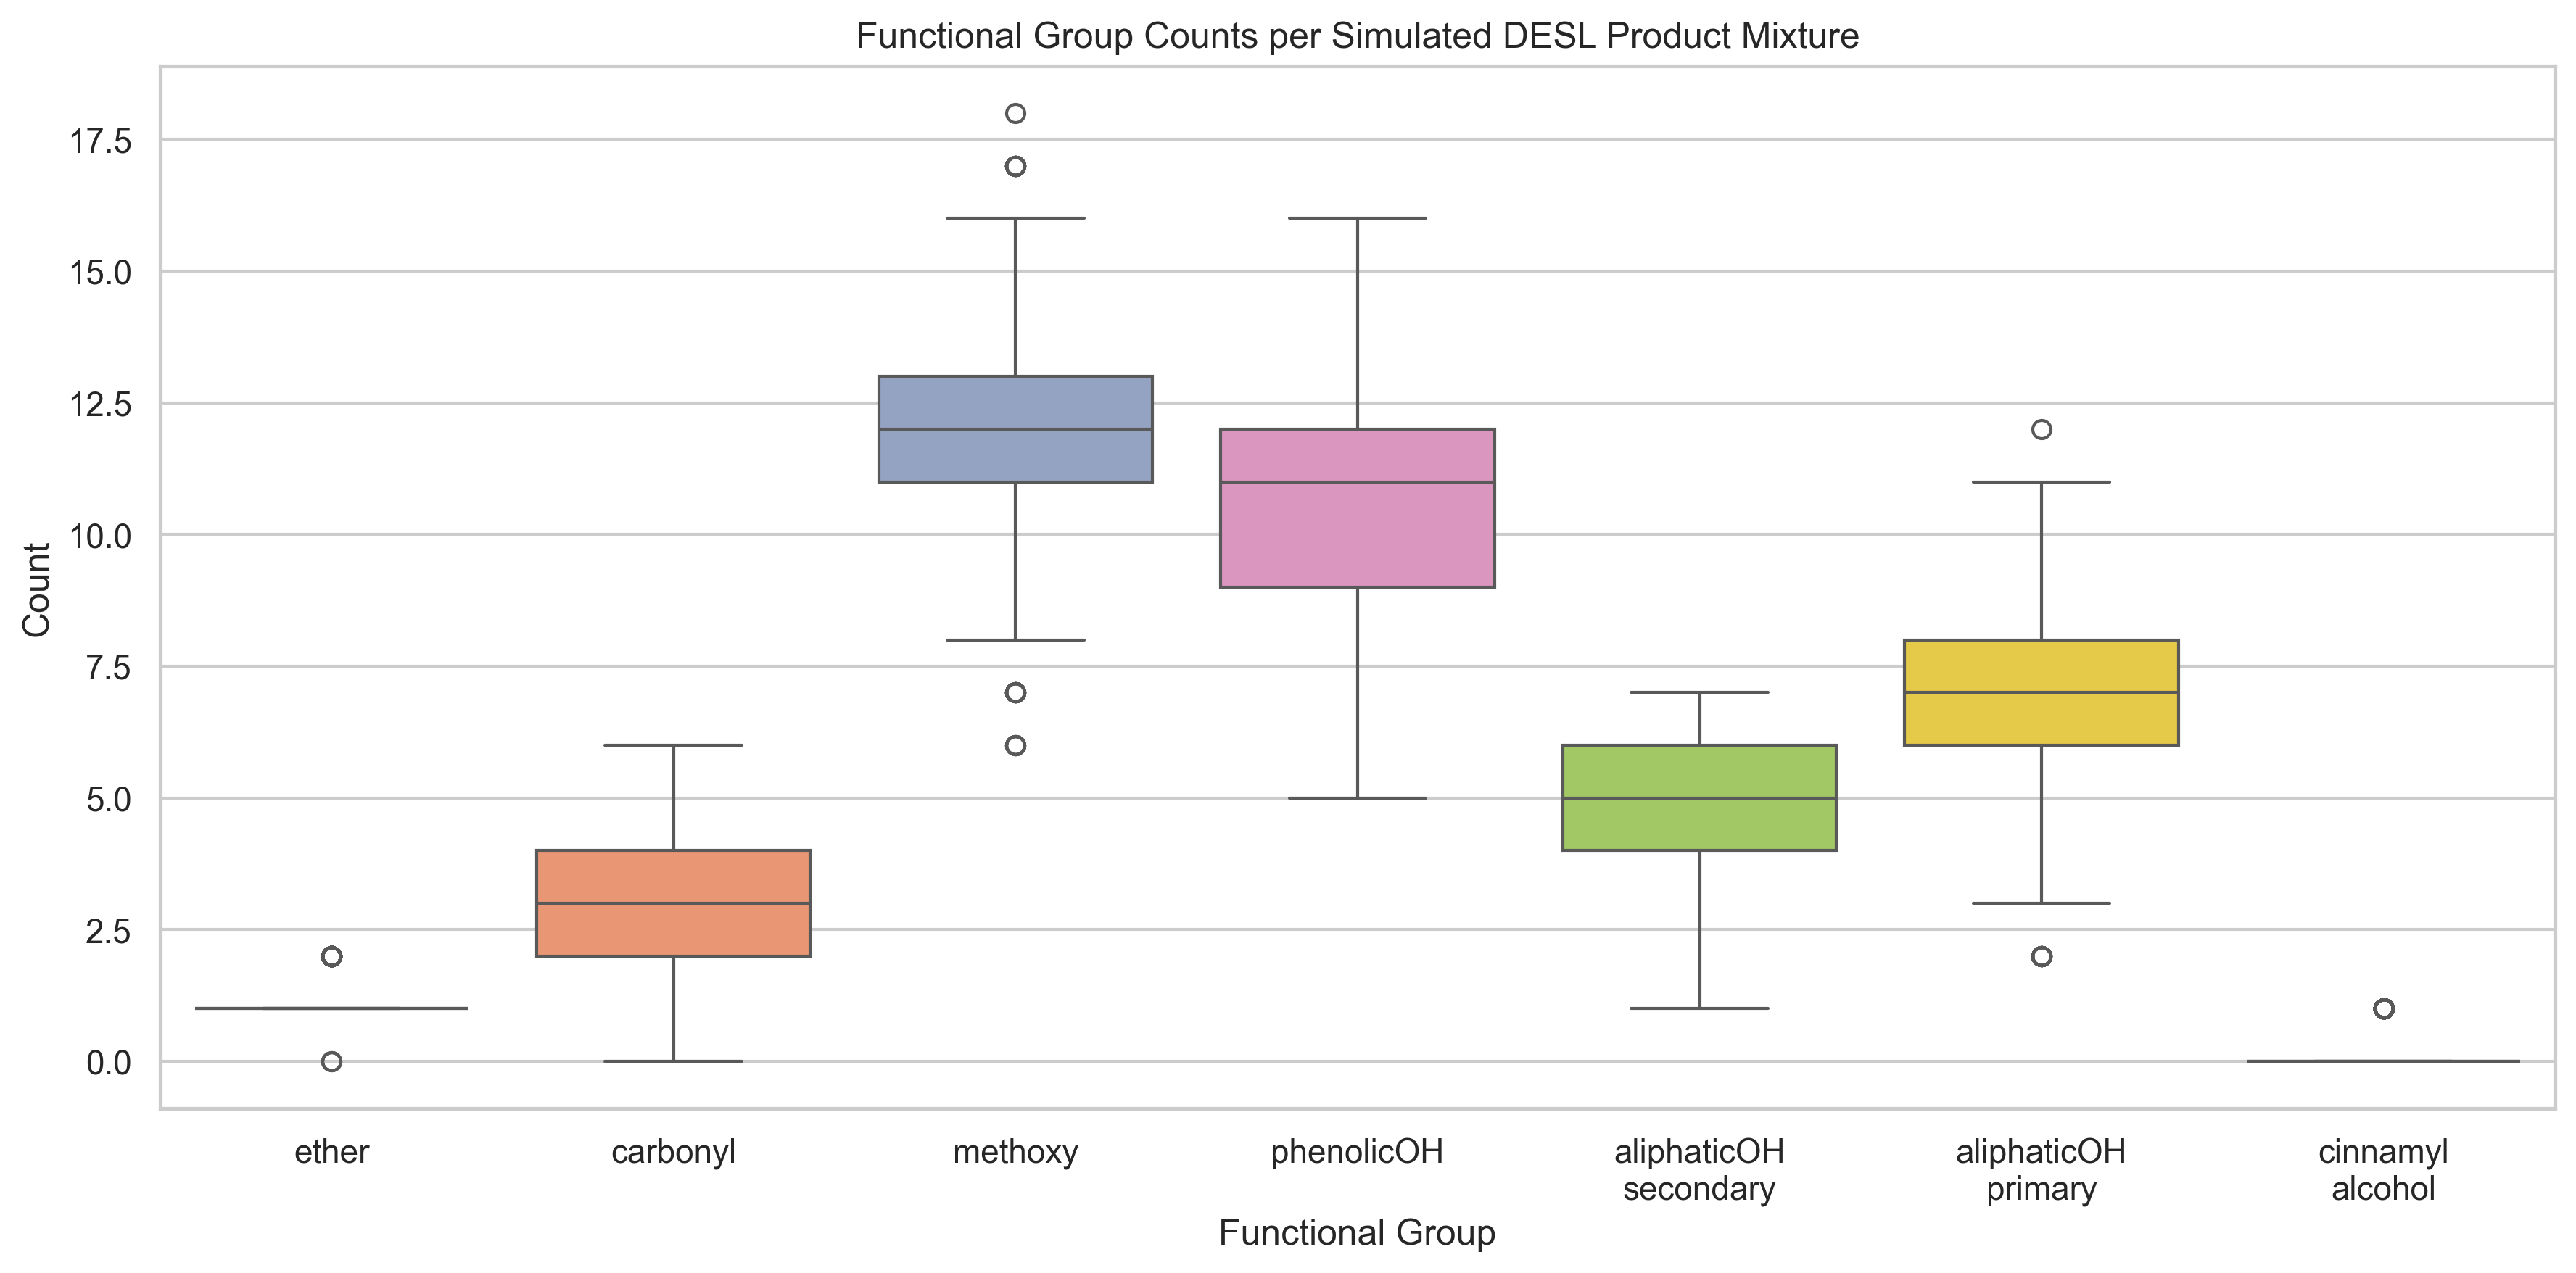 Functional Group Counts per Simulated DESL Product Mixture
17.5
15.0
12.5
10.0
7.5
5.0
2.5
0.0
Count
ether
carbonyl
methoxy
phenolicOH
aliphaticOH
secondary
aliphaticOH
primary
cinnamyl
alcohol
Functional Group